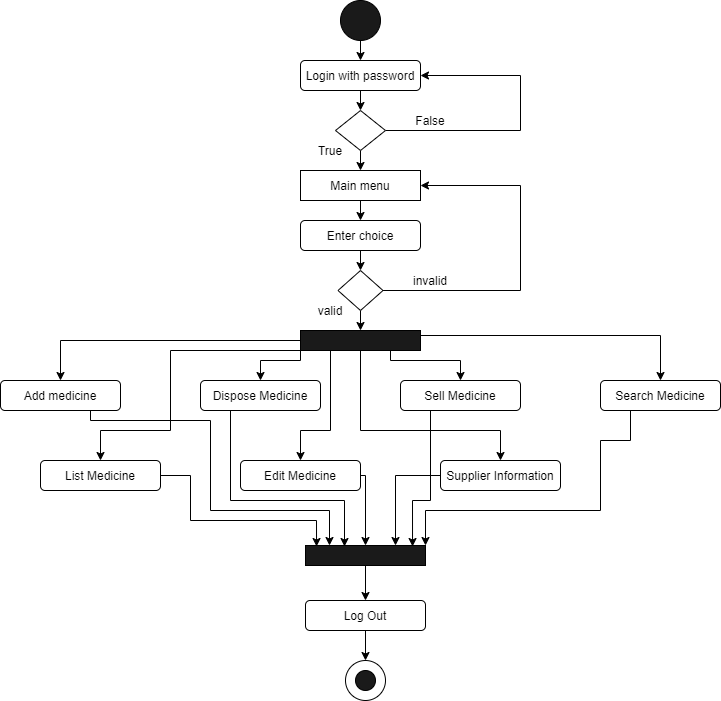 Login with password
False
True
Main menu
Enter choice
invalid
valid
Add medicine
Dispose Medicine
Sell Medicine
Search Medicine
List Medicine
Edit Medicine
Supplier Information
Log Out